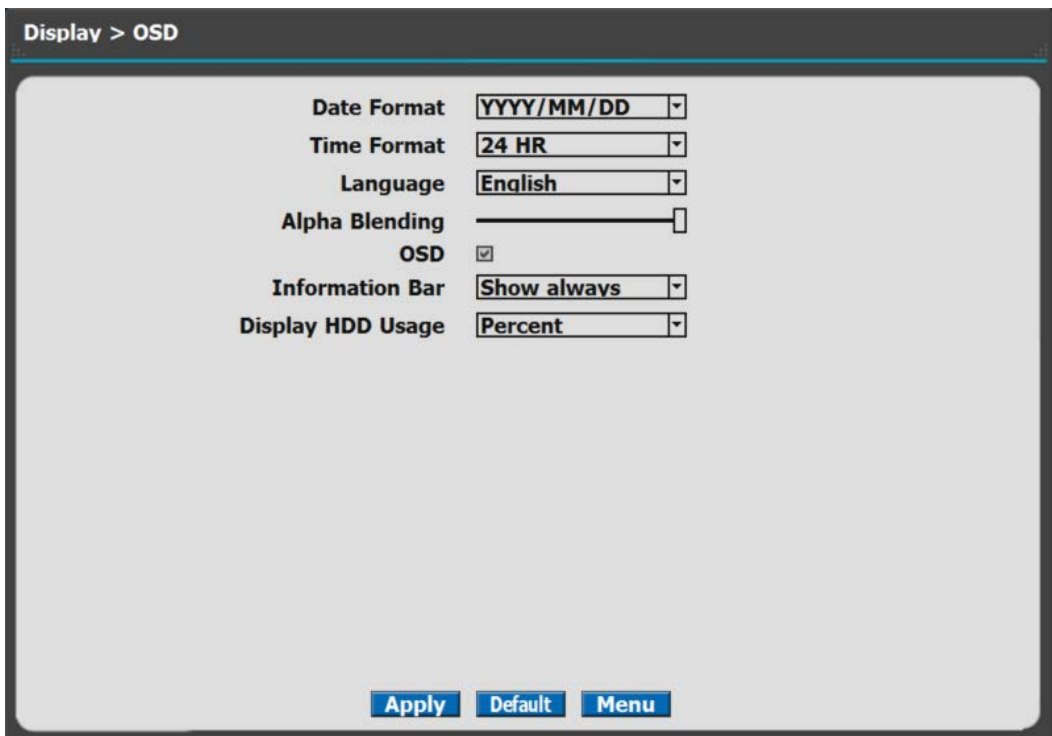 Display > OSD
Date Format YYYY/MM/DD
Time Format 24 HR
Language English
Alpha Blending
OSD
Information Bar Show always
Display HDD Usage Percent
Apply Default Menu